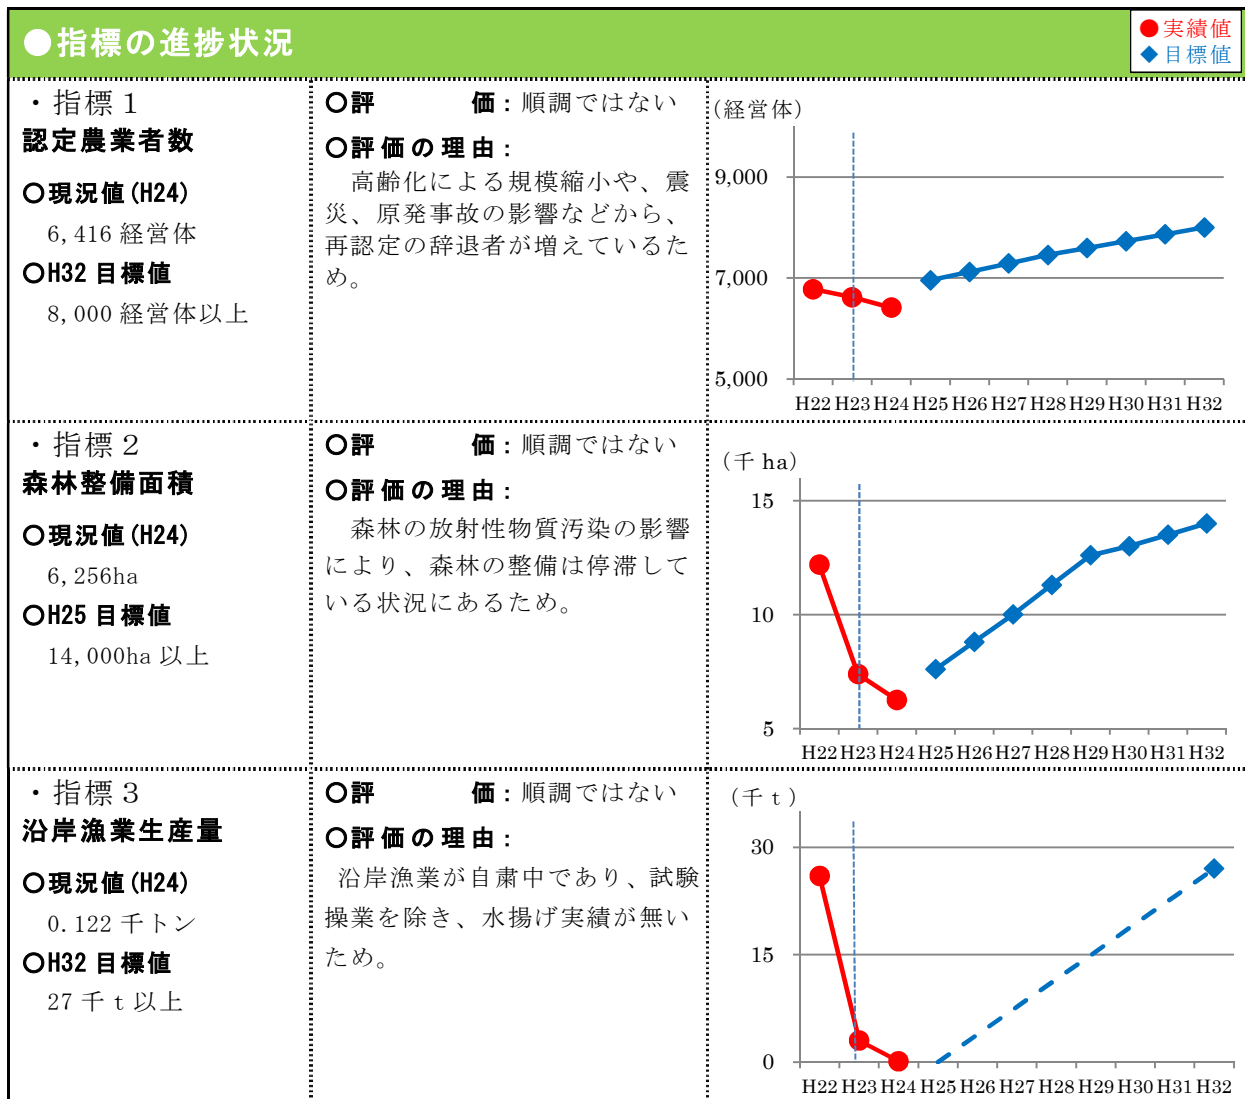 ●指標の進捗状況
●実績値
◆目標値
・指標１
認定農業者数
○現況値(H24)
6,416 経営体
○H32 目標値
8,000 経営体以上
○評　　　価：順調ではない
○評価の理由：
高齢化による規模縮小や、震
災、原発事故の影響などから、
再認定の辞退者が増えているた
め。
(経営体)
9,000
7,000
5,000
H22 H23 H24 H25 H26 H27 H28 H29 H30 H31 H32
・指標２
森林整備面積
○現況値(H24)
6,256ha
○H25 目標値
14,000ha 以上
○評　　　価：順調ではない
○評価の理由：
森林の放射性物質汚染の影響
により、森林の整備は停滞して
いる状況にあるため。
(千 ha)
15
10
5
H22 H23 H24 H25 H26 H27 H28 H29 H30 H31 H32
・指標３
沿岸漁業生産量
○現況値(H24)
0.122 千トン
○H32 目標値
27 千ｔ以上
○評　　　価：順調ではない
○評価の理由：
沿岸漁業が自粛中であり、試験
操業を除き、水揚げ実績が無い
ため。
(千ｔ)
30
15
0
H22 H23 H24 H25 H26 H27 H28 H29 H30 H31 H32